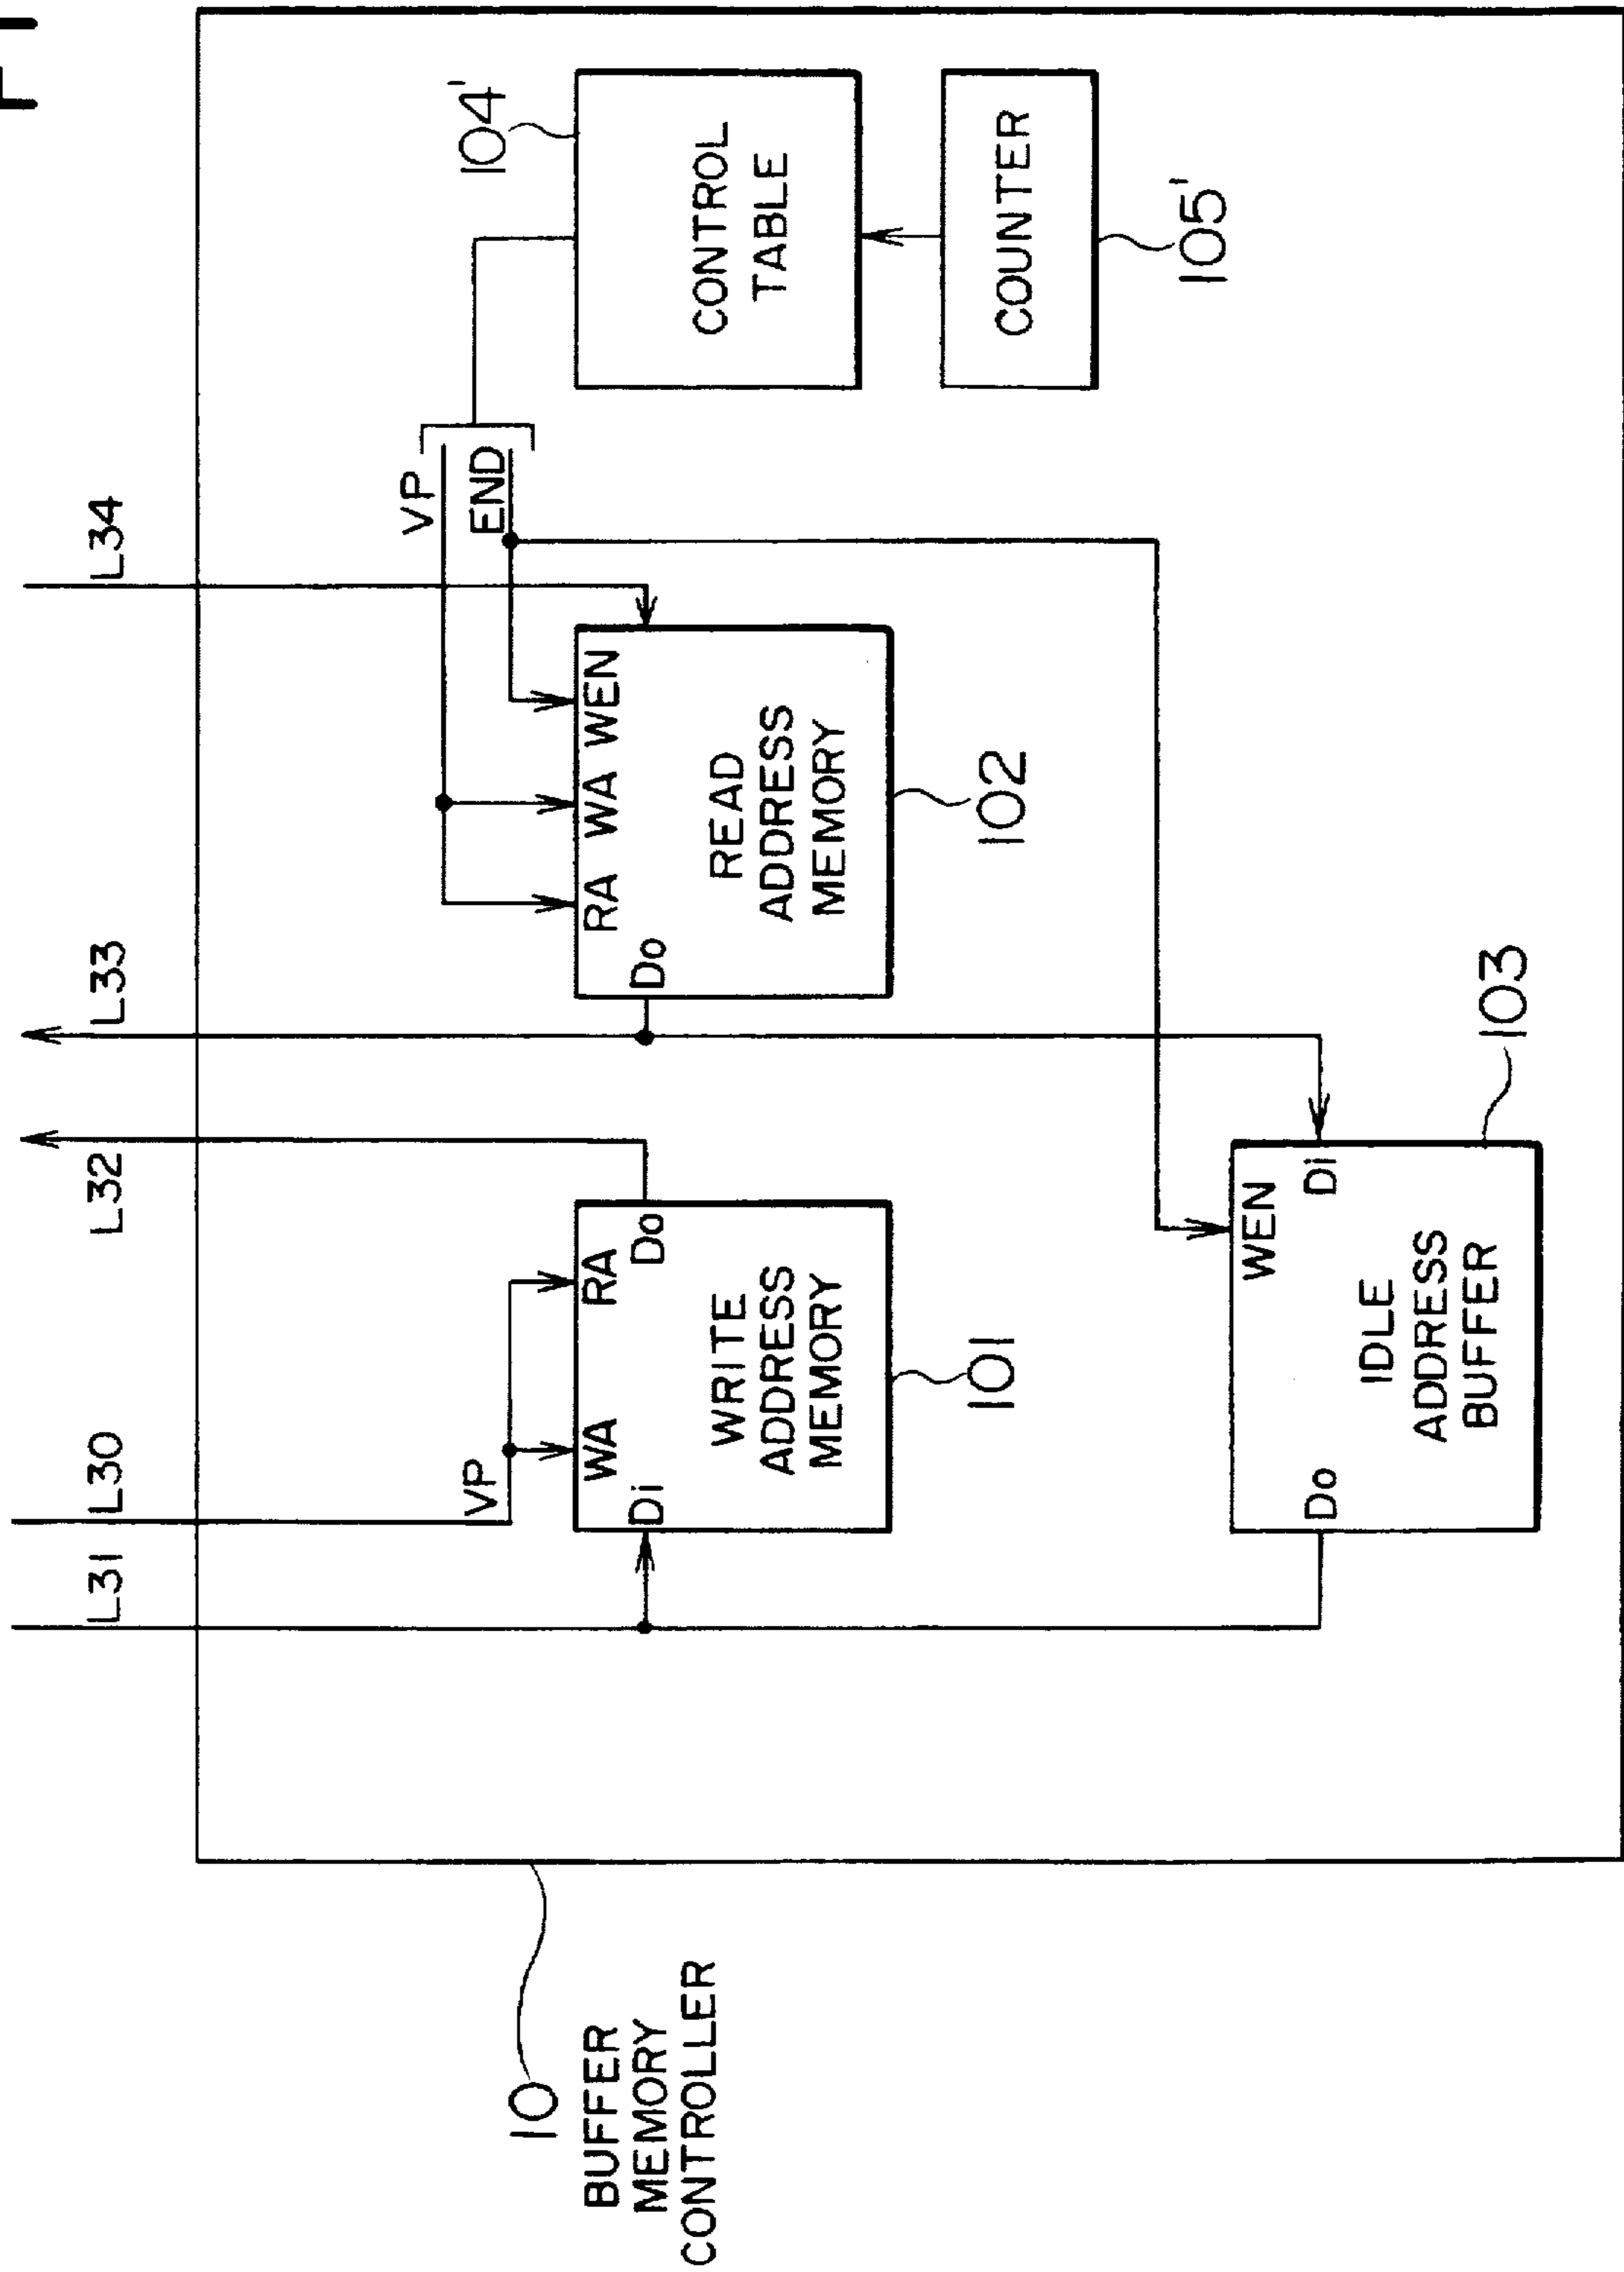 L31
L30
L32
L33
L34
10
BUFFER
MEMORY
CONTROLLER
VP
WA
RA
Di
Do
WRITE
ADDRESS
MEMORY
101
VP
END
RA
WA
WEN
Do
READ
ADDRESS
MEMORY
102
104'
CONTROL
TABLE
COUNTER
105'
WEN
Do
Di
IDLE
ADDRESS
BUFFER
103